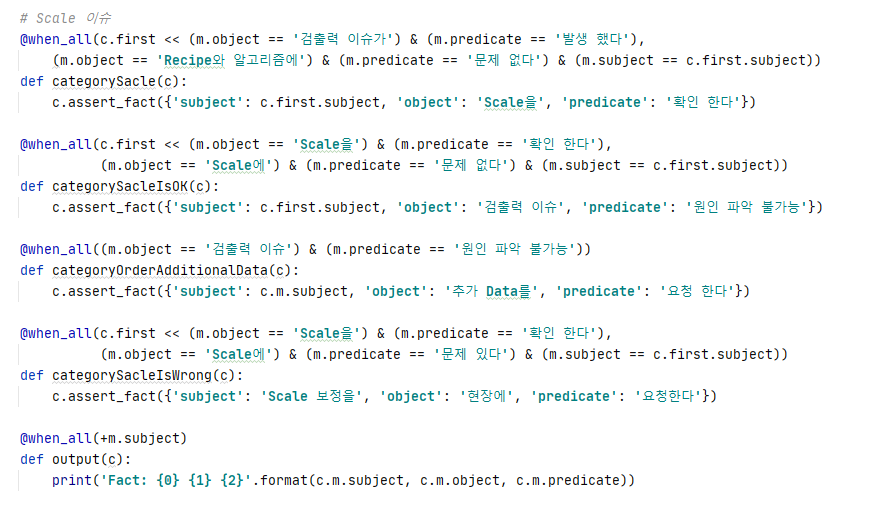 # Scale 이슈
@when_all(c.first << (m.object == '검출력 이슈가') & (m.predicate == '발생 했다'),
(m.object == 'Recipe와 알고리즘에') & (m.predicate == '문제 없다') & (m.subject == c.first.subject))
def categorySacle(c):
c.assert_fact({'subject': c.first.subject, 'object': 'Scale을', 'predicate': '확인 한다'})
@when_all(c.first << (m.object == 'Scale을') & (m.predicate == '확인 한다'),
(m.object == 'Scale에') & (m.predicate == '문제 없다') & (m.subject == c.first.subject))
def categorySacleIsOK(c):
c.assert_fact({'subject': c.first.subject, 'object': '검출력 이슈', 'predicate': '원인 파악 불가능'})
@when_all((m.object == '검출력 이슈') & (m.predicate == '원인 파악 불가능'))
def categoryOrderAdditionalData(c):
c.assert_fact({'subject': c.m.subject, 'object': '추가 Data를', 'predicate': '요청 한다'})
@when_all(c.first << (m.object == 'Scale을') & (m.predicate == '확인 한다'),
(m.object == 'Scale에') & (m.predicate == '문제 있다') & (m.subject == c.first.subject))
def categorySacleIsWrong(c):
c.assert_fact({'subject': 'Scale 보정을', 'object': '현장에', 'predicate': '요청한다'})
@when_all(+m.subject)
def output(c):
print('Fact: {0} {1} {2}'.format(c.m.subject, c.m.object, c.m.predicate))